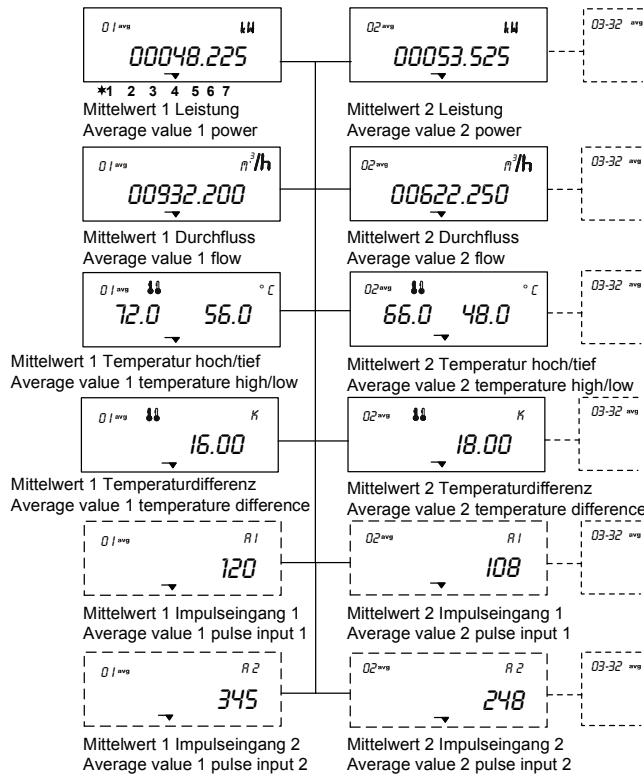 01 avg kW 02 avg kW 03-32 avg
00048.225 00053.525
*1 2 3 4 5 6 7
Mittelwert 1 Leistung Mittelwert 2 Leistung
Average value 1 power Average value 2 power
01 avg m³/h 02 avg m³/h 03-32 avg
00932.200 00622.250
Mittelwert 1 Durchfluss Mittelwert 2 Durchfluss
Average value 1 flow Average value 2 flow
01 avg °C 02 avg °C 03-32 avg
72.0 56.0 66.0 48.0
Mittelwert 1 Temperatur hoch/tief Mittelwert 2 Temperatur hoch/tief
Average value 1 temperature high/low Average value 2 temperature high/low
01 avg K 02 avg K 03-32 avg
16.00 18.00
Mittelwert 1 Temperaturdifferenz Mittelwert 2 Temperaturdifferenz
Average value 1 temperature difference Average value 2 temperature difference
01 avg A1 02 avg A1 03-32 avg
120 108
Mittelwert 1 Impulseingang 1 Mittelwert 2 Impulseingang 1
Average value 1 pulse input 1 Average value 2 pulse input 1
01 avg A2 02 avg A2 03-32 avg
345 248
Mittelwert 1 Impulseingang 2 Mittelwert 2 Impulseingang 2
Average value 1 pulse input 2 Average value 2 pulse input 2